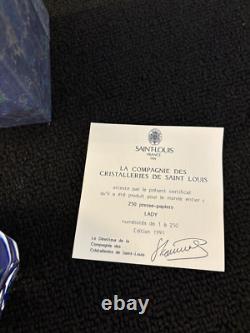 SAINT-LOUIS
FRANCE
LA COMPAGNIE DES
CRISTALLERIES DE SAINT LOUIS
atteste par le présent certificat
qu'il a été produit pour le monde entier :
250 presse-papiers
LADY
numérotés de 1 à 250
Edition 1991
Le Directeur de la
Compagnie des
Cristalleries de Saint-Louis